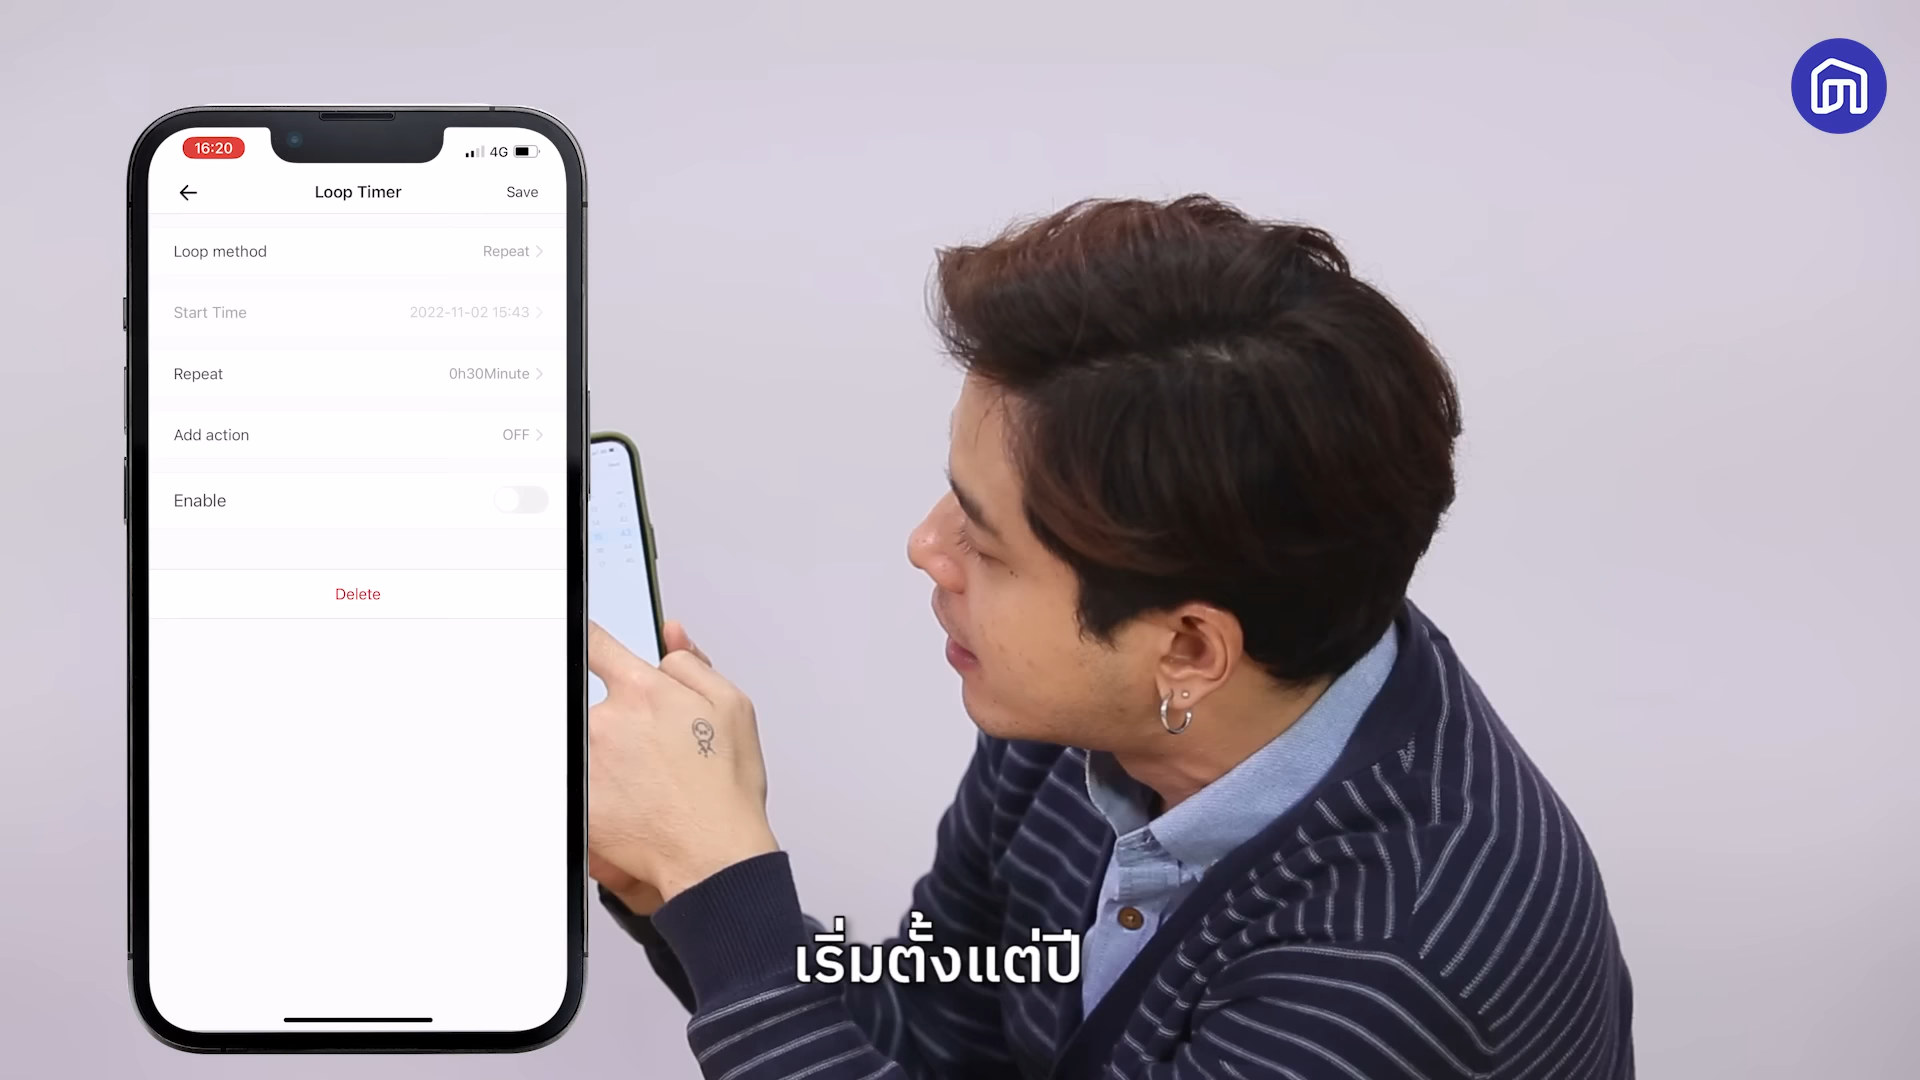 16:20
4G
Loop Timer
Save
Loop method
Repeat
Start Time
2022-11-02 15:43
Repeat
0h30Minute
Add action
OFF
Enable
Delete
เริ่มตั้งแต่ปี